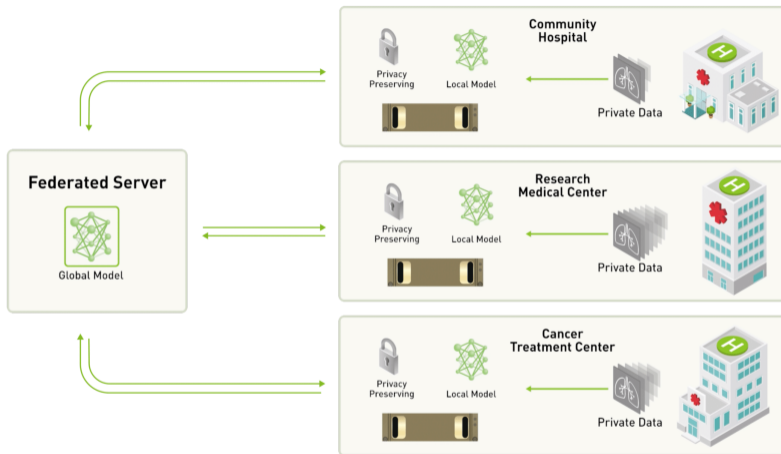 Community
Hospital
Privacy
Preserving
Local Model
Private Data
H
Federated Server
Global Model
Research
Medical Center
Privacy
Preserving
Local Model
Private Data
H
Cancer
Treatment Center
Privacy
Preserving
Local Model
Private Data
H